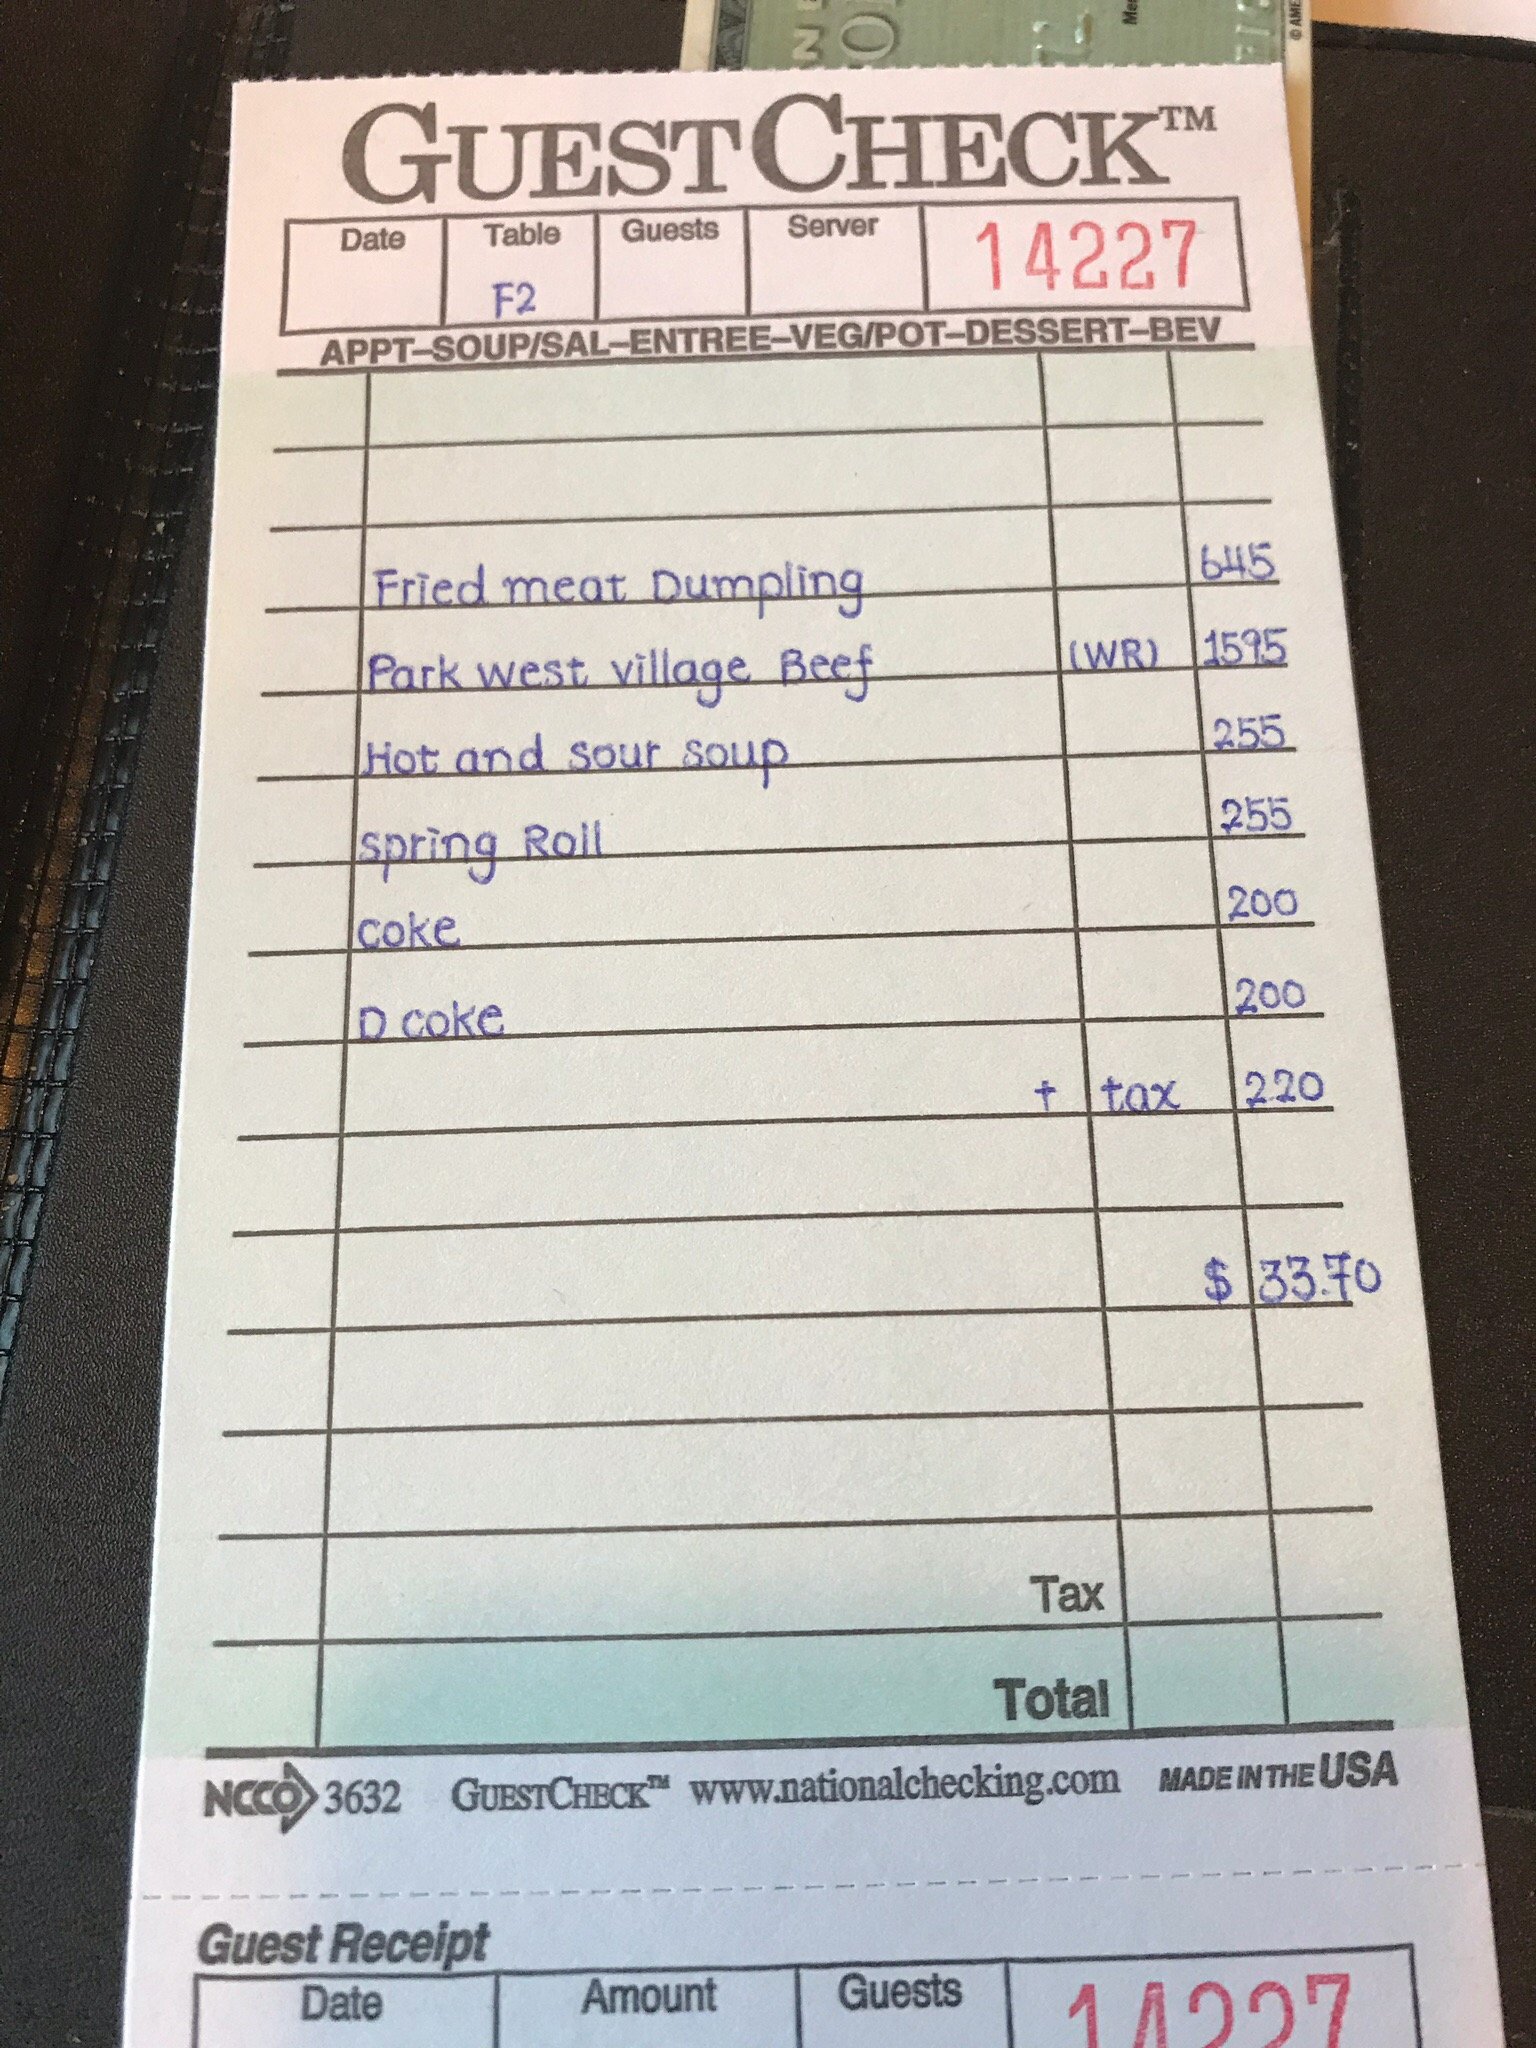 GUESTCHECK™
Date Table Guests Server 14227
F2
APPT–SOUP/SAL–ENTREE–VEG/POT–DESSERT–BEV
Fried meat Dumpling 645
Park west village Beef (WR) 1595
Hot and sour soup 255
spring Roll 255
coke 200
D coke 200
+ tax 220
$ 33.70
Tax
Total
NCCO 3632 GUESTCHECK™ www.nationalchecking.com MADE IN THE USA
Guest Receipt
Date Amount Guests 14227